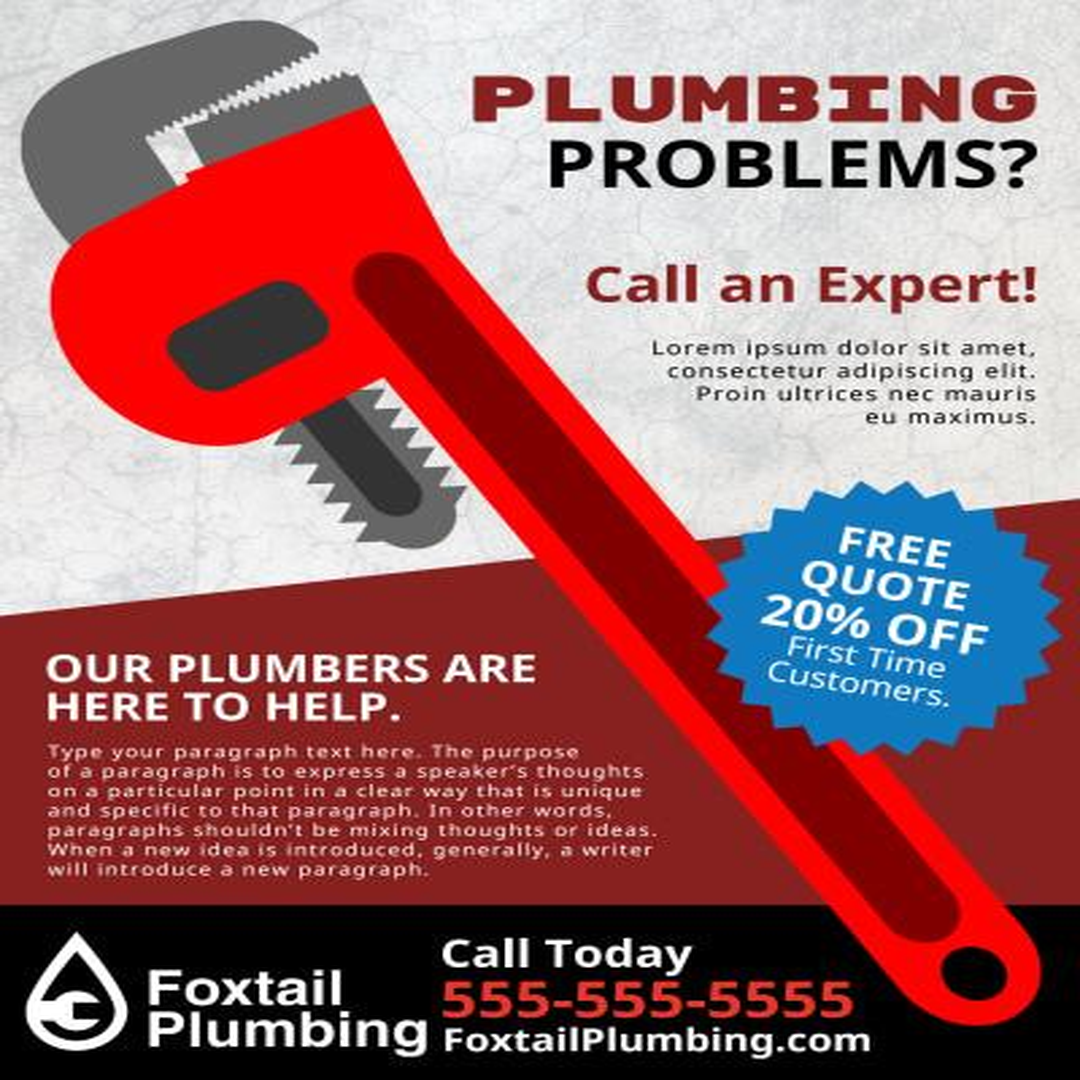 PLUMBING
PROBLEMS?
Call an Expert!
Lorem ipsum dolor sit amet,
consectetur adipiscing elit.
Proin ultrices nec mauris
eu maximus.
FREE
QUOTE
20% OFF
First Time
Customers.
OUR PLUMBERS ARE
HERE TO HELP.
Type your paragraph text here. The purpose
of a paragraph is to express a speaker's thoughts
on a particular point in a clear way that is unique
and specific to that paragraph. In other words,
paragraphs shouldn't be mixing thoughts or ideas.
When a new idea is introduced, generally, a writer
will introduce a new paragraph.
Foxtail
Plumbing
Call Today
555-555-5555
FoxtailPlumbing.com